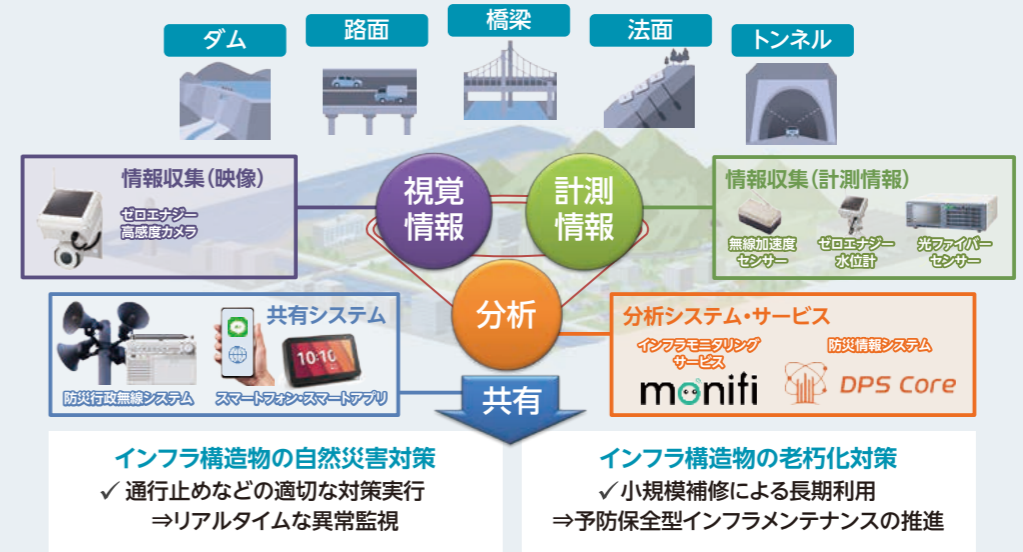 ダム
路面
橋梁
法面
トンネル
情報収集（映像）
ゼロエナジー
高感度カメラ
視覚
情報
計測
情報
情報収集（計測情報）
無線加速度
センサー
ゼロエナジー
水位計
光ファイバー
センサー
分析
共有システム
10:10
防災行政無線システム
スマートフォン・スマートアプリ
分析システム・サービス
インフラモニタリング
サービス
monifi
防災情報システム
DPS Core
共有
インフラ構造物の自然災害対策
✓ 通行止めなどの適切な対策実行
⇒リアルタイムな異常監視
インフラ構造物の老朽化対策
✓ 小規模補修による長期利用
⇒予防保全型インフラメンテナンスの推進